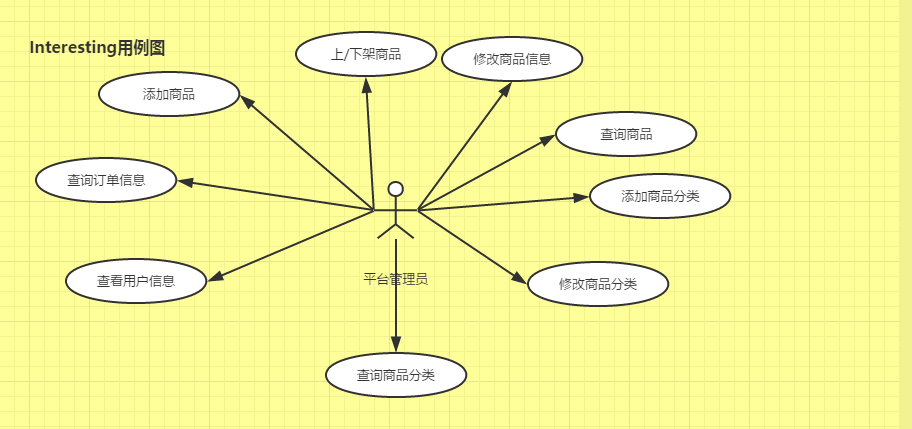 Interesting用例图
上/下架商品
修改商品信息
添加商品
查询商品
查询订单信息
添加商品分类
查看用户信息
平台管理员
修改商品分类
查询商品分类